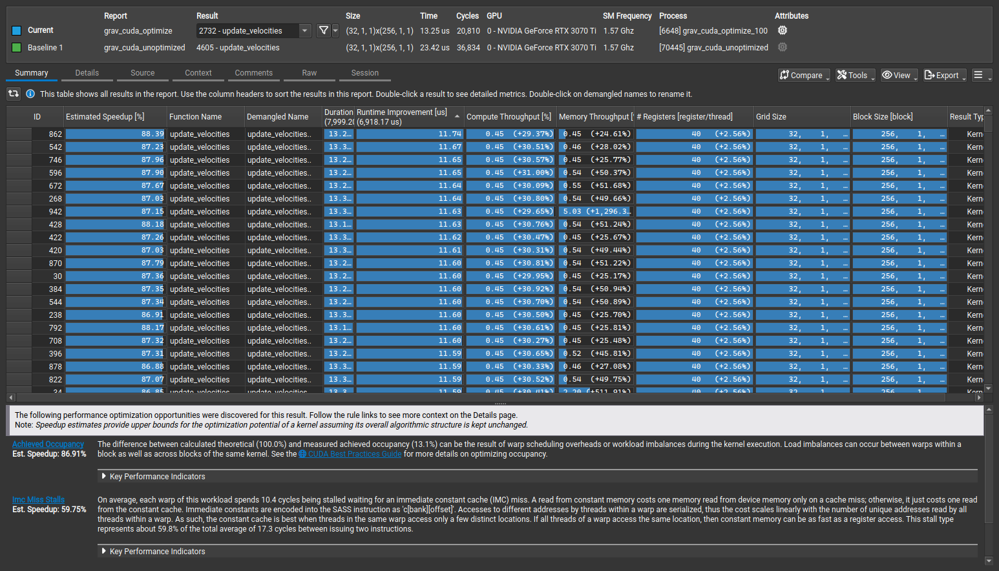 Report Result Size Time Cycles GPU SM Frequency Process Attributes
Current grav_cuda_optimize 2732 - update_velocities (32, 1, 1)x(256, 1, 1) 13.25 us 20,810 0 - NVIDIA GeForce RTX 3070 Ti 1.57 Ghz [6648] grav_cuda_optimize_100
Baseline 1 grav_cuda_unoptimized 4605 - update_velocities (32, 1, 1)x(256, 1, 1) 23.42 us 36,834 0 - NVIDIA GeForce RTX 3070 Ti 1.57 Ghz [70445] grav_cuda_unoptimized
Summary Details Source Context Comments Raw Session Compare Tools View Export
This table shows all results in the report. Use the column headers to sort the results in this report. Double-click a result to see detailed metrics. Double-click on demangled names to rename it.
ID Estimated Speedup [%] Function Name Demangled Name Duration (7,999.20 Runtime Improvement [us] (6,918.17 us) Compute Throughput [%] Memory Throughput [ # Registers [register/thread] Grid Size Block Size [block] Result Typ
862 88.39 update_velocities update_velocities.. 13.2… 11.74 0.45 (+29.37%) 0.45 (+24.61%) 40 (+2.56%) 32, 1, … 256, 1, … Kern
542 87.23 update_velocities update_velocities.. 13.3… 11.67 0.45 (+30.51%) 0.46 (+28.02%) 40 (+2.56%) 32, 1, … 256, 1, … Kern
746 87.96 update_velocities update_velocities.. 13.2… 11.65 0.45 (+30.57%) 0.45 (+25.77%) 40 (+2.56%) 32, 1, … 256, 1, … Kern
596 87.90 update_velocities update_velocities.. 13.2… 11.65 0.45 (+31.00%) 0.54 (+50.37%) 40 (+2.56%) 32, 1, … 256, 1, … Kern
672 87.67 update_velocities update_velocities.. 13.2… 11.64 0.45 (+30.09%) 0.55 (+51.68%) 40 (+2.56%) 32, 1, … 256, 1, … Kern
268 87.03 update_velocities update_velocities.. 13.3… 11.64 0.45 (+30.80%) 0.54 (+49.66%) 40 (+2.56%) 32, 1, … 256, 1, … Kern
942 87.15 update_velocities update_velocities.. 13.3… 11.63 0.45 (+29.65%) 5.03 (+1,296.3… 40 (+2.56%) 32, 1, … 256, 1, … Kern
428 88.18 update_velocities update_velocities.. 13.1… 11.63 0.45 (+30.76%) 0.54 (+51.24%) 40 (+2.56%) 32, 1, … 256, 1, … Kern
422 87.26 update_velocities update_velocities.. 13.3… 11.62 0.45 (+30.47%) 0.45 (+25.67%) 40 (+2.56%) 32, 1, … 256, 1, … Kern
420 87.03 update_velocities update_velocities.. 13.3… 11.61 0.45 (+30.31%) 0.54 (+49.44%) 40 (+2.56%) 32, 1, … 256, 1, … Kern
870 87.79 update_velocities update_velocities.. 13.2… 11.60 0.45 (+30.81%) 0.54 (+51.22%) 40 (+2.56%) 32, 1, … 256, 1, … Kern
30 87.36 update_velocities update_velocities.. 13.2… 11.60 0.45 (+29.95%) 0.45 (+25.17%) 40 (+2.56%) 32, 1, … 256, 1, … Kern
384 87.35 update_velocities update_velocities.. 13.2… 11.60 0.45 (+30.92%) 0.54 (+50.94%) 40 (+2.56%) 32, 1, … 256, 1, … Kern
544 87.34 update_velocities update_velocities.. 13.2… 11.60 0.45 (+30.70%) 0.54 (+50.89%) 40 (+2.56%) 32, 1, … 256, 1, … Kern
238 86.91 update_velocities update_velocities.. 13.3… 11.60 0.45 (+30.50%) 0.45 (+25.70%) 40 (+2.56%) 32, 1, … 256, 1, … Kern
792 88.17 update_velocities update_velocities.. 13.1… 11.60 0.45 (+30.61%) 0.45 (+25.81%) 40 (+2.56%) 32, 1, … 256, 1, … Kern
708 87.32 update_velocities update_velocities.. 13.2… 11.60 0.45 (+30.27%) 0.45 (+25.48%) 40 (+2.56%) 32, 1, … 256, 1, … Kern
396 87.31 update_velocities update_velocities.. 13.2… 11.59 0.45 (+30.65%) 0.52 (+45.81%) 40 (+2.56%) 32, 1, … 256, 1, … Kern
878 86.88 update_velocities update_velocities.. 13.3… 11.59 0.45 (+30.33%) 0.46 (+27.08%) 40 (+2.56%) 32, 1, … 256, 1, … Kern
822 87.07 update_velocities update_velocities.. 13.3… 11.59 0.45 (+30.52%) 0.54 (+49.75%) 40 (+2.56%) 32, 1, … 256, 1, … Kern
34 86.85 update_velocities update_velocities.. 13.3 11.59 0.45 (+30.41%) 2.20 (+511.91%) 40 (+2.56%) 32, 1, 256, 1, Kern
The following performance optimization opportunities were discovered for this result. Follow the rule links to see more context on the Details page.
Note: Speedup estimates provide upper bounds for the optimization potential of a kernel assuming its overall algorithmic structure is kept unchanged.
Achieved Occupancy
Est. Speedup: 86.91%
The difference between calculated theoretical (100.0%) and measured achieved occupancy (13.1%) can be the result of warp scheduling overheads or workload imbalances during the kernel execution. Load imbalances can occur between warps within a
block as well as across blocks of the same kernel. See the CUDA Best Practices Guide for more details on optimizing occupancy.
Key Performance Indicators
Imc Miss Stalls
Est. Speedup: 59.75%
On average, each warp of this workload spends 10.4 cycles being stalled waiting for an immediate constant cache (IMC) miss. A read from constant memory costs one memory read from device memory only on a cache miss; otherwise, it just costs one read
from the constant cache. Immediate constants are encoded into the SASS instruction as 'c[bank][offset]'. Accesses to different addresses by threads within a warp are serialized, thus the cost scales linearly with the number of unique addresses read by all
threads within a warp. As such, the constant cache is best when threads in the same warp access only a few distinct locations. If all threads of a warp access the same location, then constant memory can be as fast as a register access. This stall type
represents about 59.8% of the total average of 17.3 cycles between issuing two instructions.
Key Performance Indicators